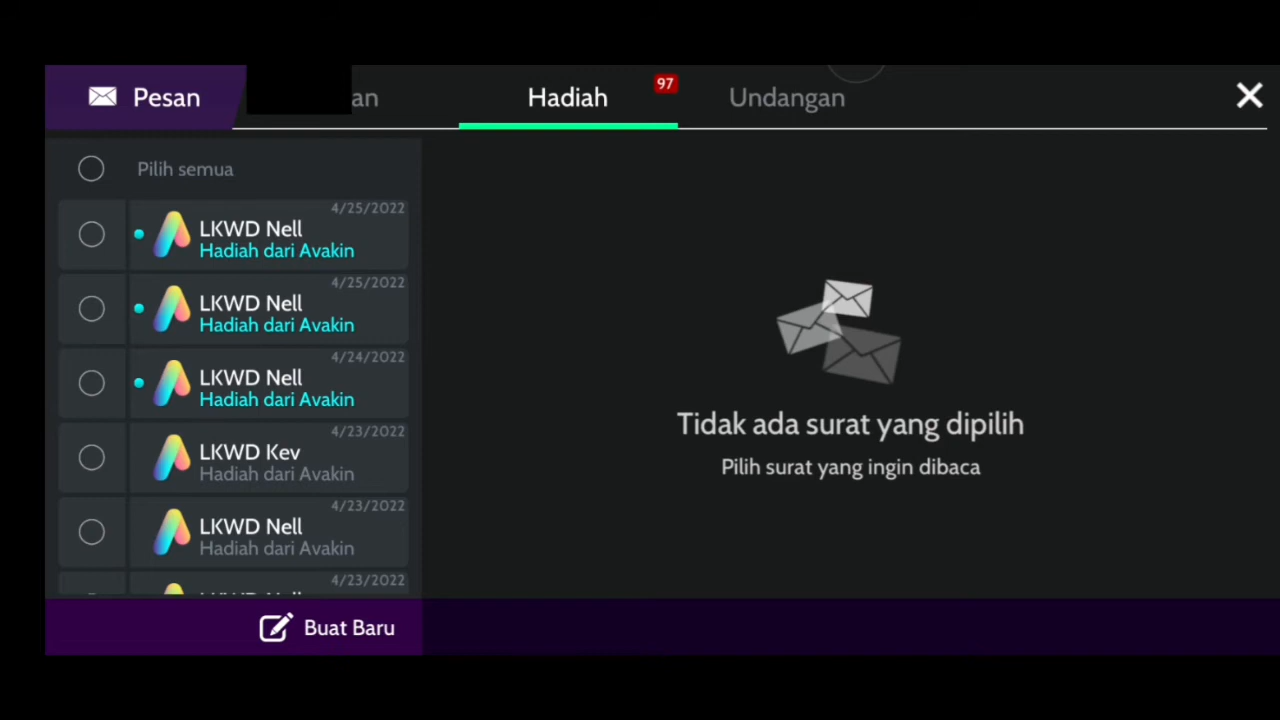 Pesan
an
Hadiah
97
Undangan
Pilih semua
4/25/2022
LKWD Nell
Hadiah dari Avakin
4/25/2022
LKWD Nell
Hadiah dari Avakin
4/24/2022
LKWD Nell
Hadiah dari Avakin
4/23/2022
LKWD Kev
Hadiah dari Avakin
4/23/2022
LKWD Nell
Hadiah dari Avakin
4/23/2022
Tidak ada surat yang dipilih
Pilih surat yang ingin dibaca
Buat Baru